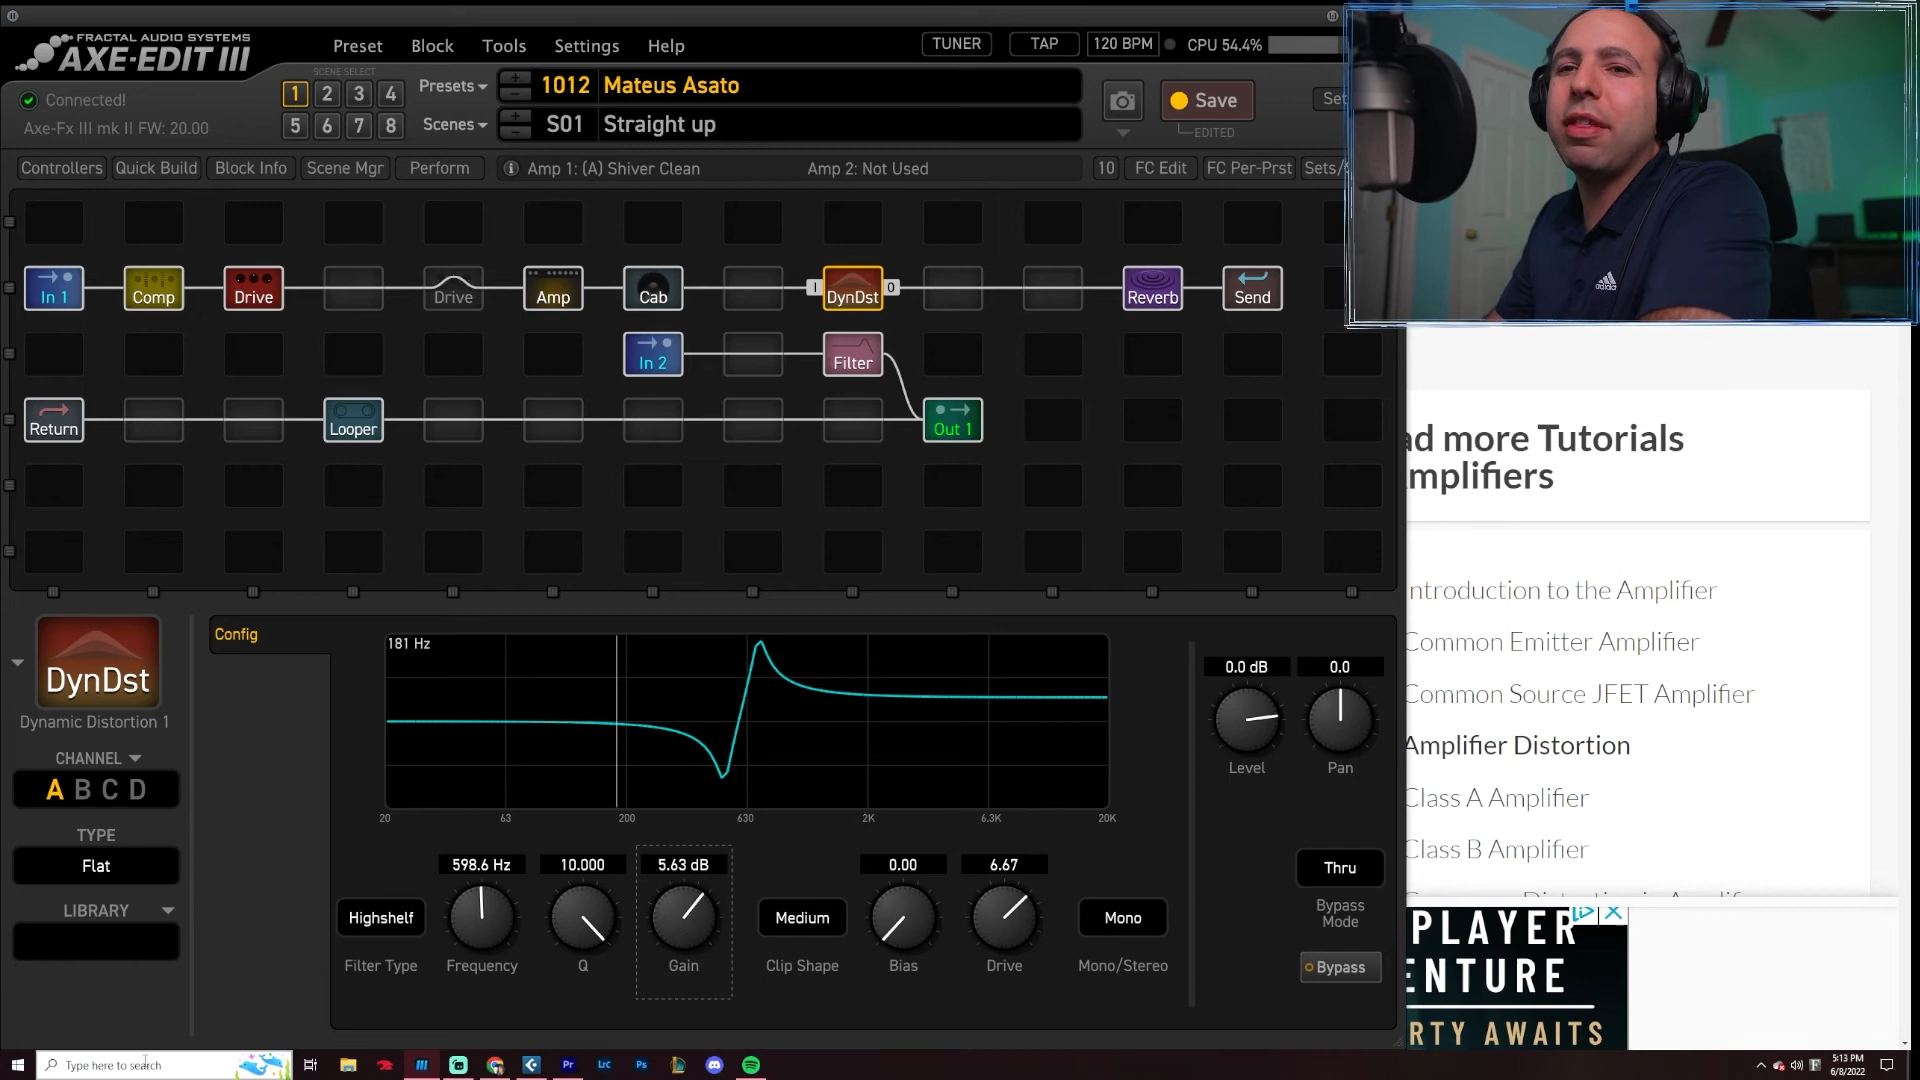 FRACTAL AUDIO SYSTEMS
AXE-EDIT III
Preset Block Tools Settings Help
TUNER TAP 120 BPM CPU 54.4%
Connected!
Axe-Fx III mk II FW: 20.00
SCENE SELECT
1 2 3 4
5 6 7 8
Presets 1012 Mateus Asato
Scenes S01 Straight up
Save
EDITED
Set
Controllers Quick Build Block Info Scene Mgr Perform
Amp 1: (A) Shiver Clean Amp 2: Not Used
10 FC Edit FC Per-Prst Sets/
In 1 Comp Drive Drive Amp Cab I DynDst O Reverb Send
In 2 Filter
Return Looper Out 1
DynDst
Dynamic Distortion 1
CHANNEL
A B C D
TYPE
Flat
LIBRARY
Config
181 Hz
20 63 200 630 2K 6.3K 20K
598.6 Hz 10.000 5.63 dB 0.00 6.67
Highshelf Medium Mono
Filter Type Frequency Q Gain Clip Shape Bias Drive Mono/Stereo
0.0 dB 0.0
Level Pan
Thru
Bypass
Mode
Bypass
ad more Tutorials
mplifiers
ntroduction to the Amplifier
Common Emitter Amplifier
Common Source JFET Amplifier
Amplifier Distortion
Class A Amplifier
Class B Amplifier
PLAYER
ENTURE
RTY AWAITS
Type here to search
Pr LrC Ps
5:13 PM
6/8/2022